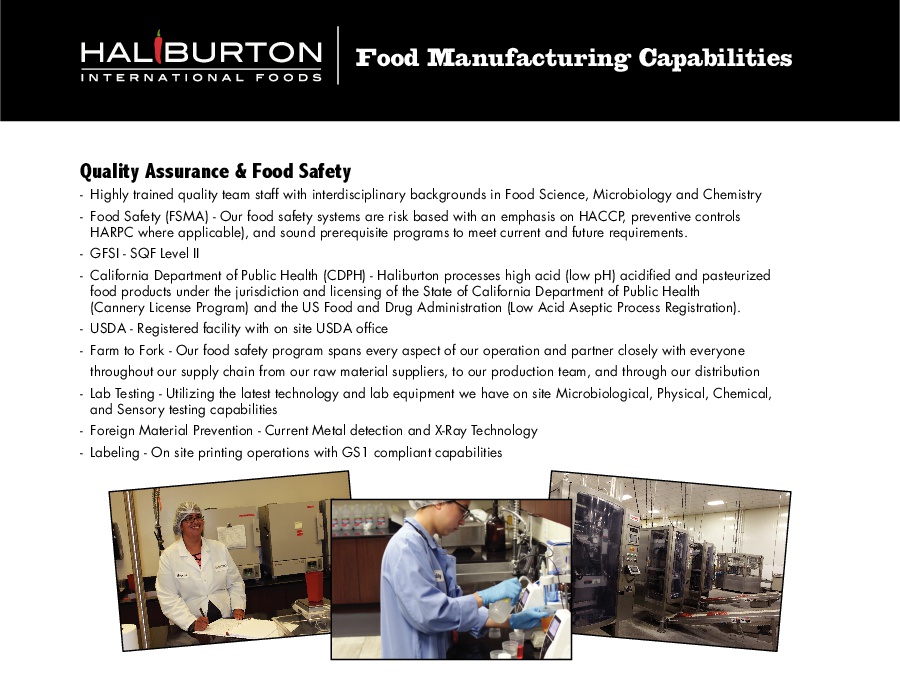 HALIBURTON
INTERNATIONAL FOODS
Food Manufacturing Capabilities
Quality Assurance & Food Safety
- Highly trained quality team staff with interdisciplinary backgrounds in Food Science, Microbiology and Chemistry
- Food Safety (FSMA) - Our food safety systems are risk based with an emphasis on HACCP, preventive controls
HARPC where applicable), and sound prerequisite programs to meet current and future requirements.
- GFSI - SQF Level II
- California Department of Public Health (CDPH) - Haliburton processes high acid (low pH) acidified and pasteurized
food products under the jurisdiction and licensing of the State of California Department of Public Health
(Cannery License Program) and the US Food and Drug Administration (Low Acid Aseptic Process Registration).
- USDA - Registered facility with on site USDA office
- Farm to Fork - Our food safety program spans every aspect of our operation and partner closely with everyone
throughout our supply chain from our raw material suppliers, to our production team, and through our distribution
- Lab Testing - Utilizing the latest technology and lab equipment we have on site Microbiological, Physical, Chemical,
and Sensory testing capabilities
- Foreign Material Prevention - Current Metal detection and X-Ray Technology
- Labeling - On site printing operations with GS1 compliant capabilities